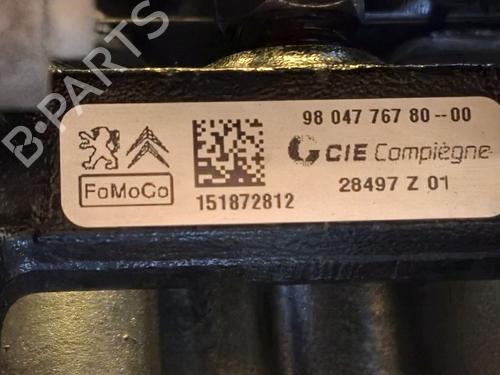 B-PARTS
98 047 767 80--00
CIE Compiègne
FoMoCo
151872812
28497 Z 01